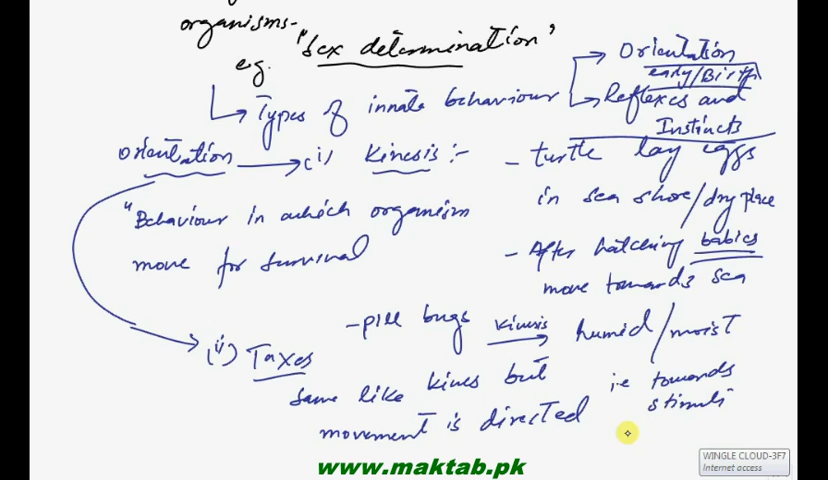 organisms-
e.g. "Sex determination"
Types of innate behaviour
Orientation
early/Birth
Reflexes and
Instincts
Orientation (i) Kinesis :-
"Behaviour in which organism
move for survival
- turtle lay eggs
in sea shore/dry place
- After hatching babies
move towards sea
- pill bugs kinesis humid/moist
(ii) Taxes
same like kines but
movement is directed
i.e towards
stimuli
www.maktab.pk
WINGLE CLOUD-3F7
Internet access